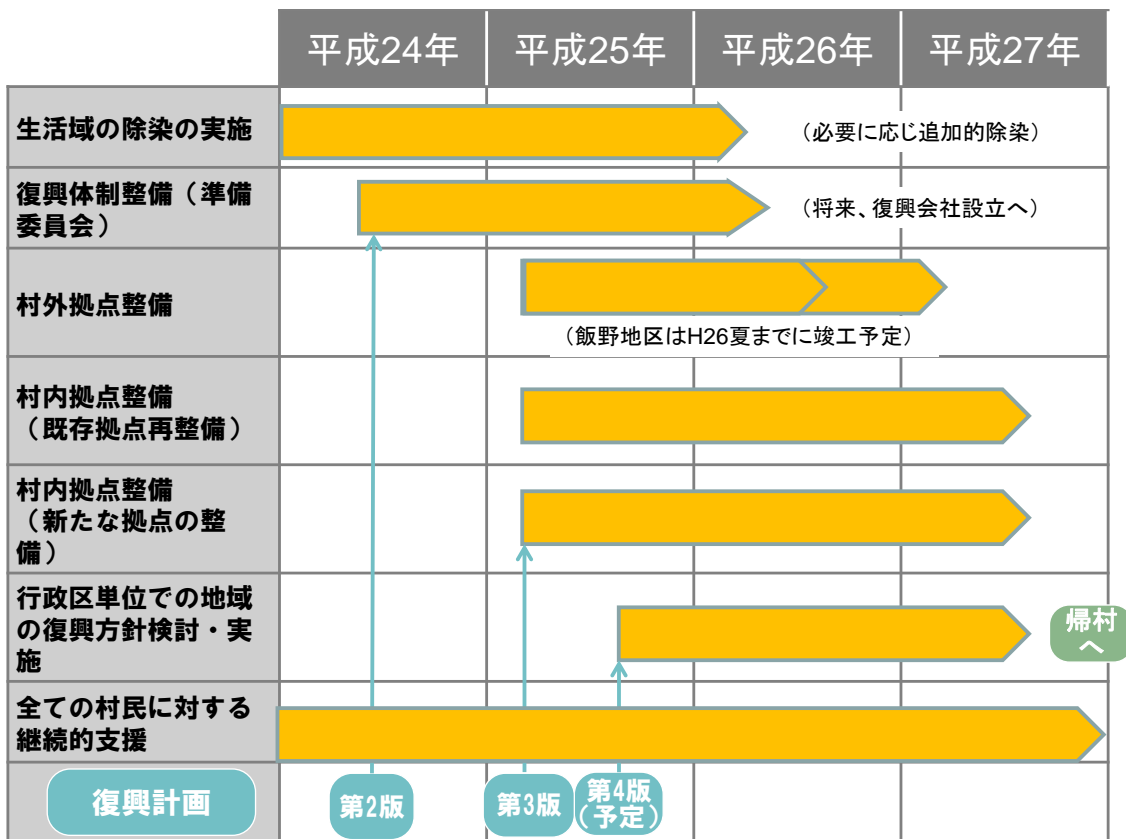 平成24年
平成25年
平成26年
平成27年
生活域の除染の実施
（必要に応じ追加的除染）
復興体制整備（準備
委員会）
（将来、復興会社設立へ）
村外拠点整備
（飯野地区はH26夏までに竣工予定）
村内拠点整備
（既存拠点再整備）
村内拠点整備
（新たな拠点の整
備）
行政区単位での地域
の復興方針検討・実
施
帰村
へ
全ての村民に対する
継続的支援
復興計画
第2版
第3版
第4版
（予定）